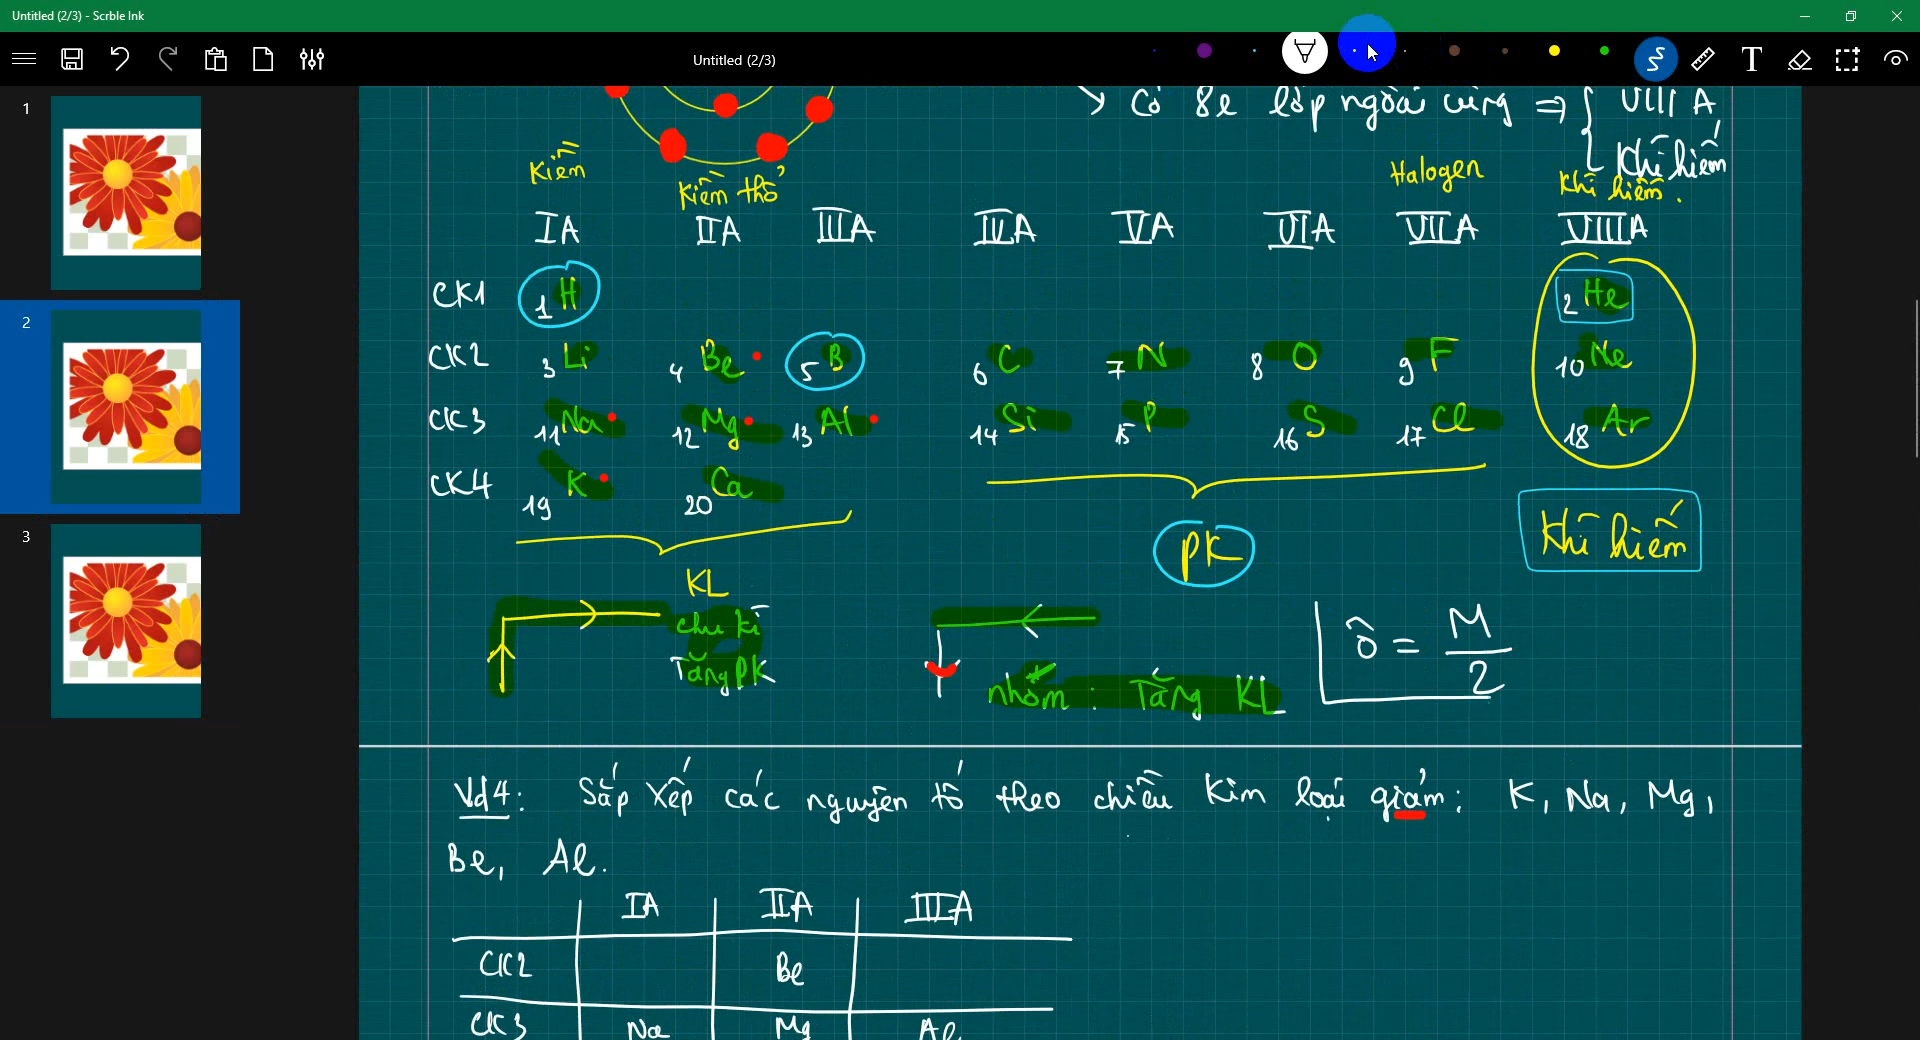 Untitled (2/3) - Scrble Ink
Untitled (2/3)
1
2
3
Có 8e lớp ngoài cùng ⇒ { VIII A
Khí hiếm
Kiềm Kiềm thổ Halogen Khí hiếm.
IA IIA IIIA IVA VA VIA VIIA VIIIA
CK1 1 H 2 He
CK2 3 Li 4 Be 5 B 6 C 7 N 8 O 9 F 10 Ne
CK3 11 Na 12 Mg 13 Al 14 Si 15 P 16 S 17 Cl 18 Ar
CK4 19 K 20 Ca
KL PK Khí hiếm
chu kì
Tăng PK
nhóm : Tăng KL
ô = M/2
Vd4: Sắp xếp các nguyên tố theo chiều Kim loại giảm: K, Na, Mg,
Be, Al.
IA IIA IIIA
CK2 Be
CK3 Na Mg Al